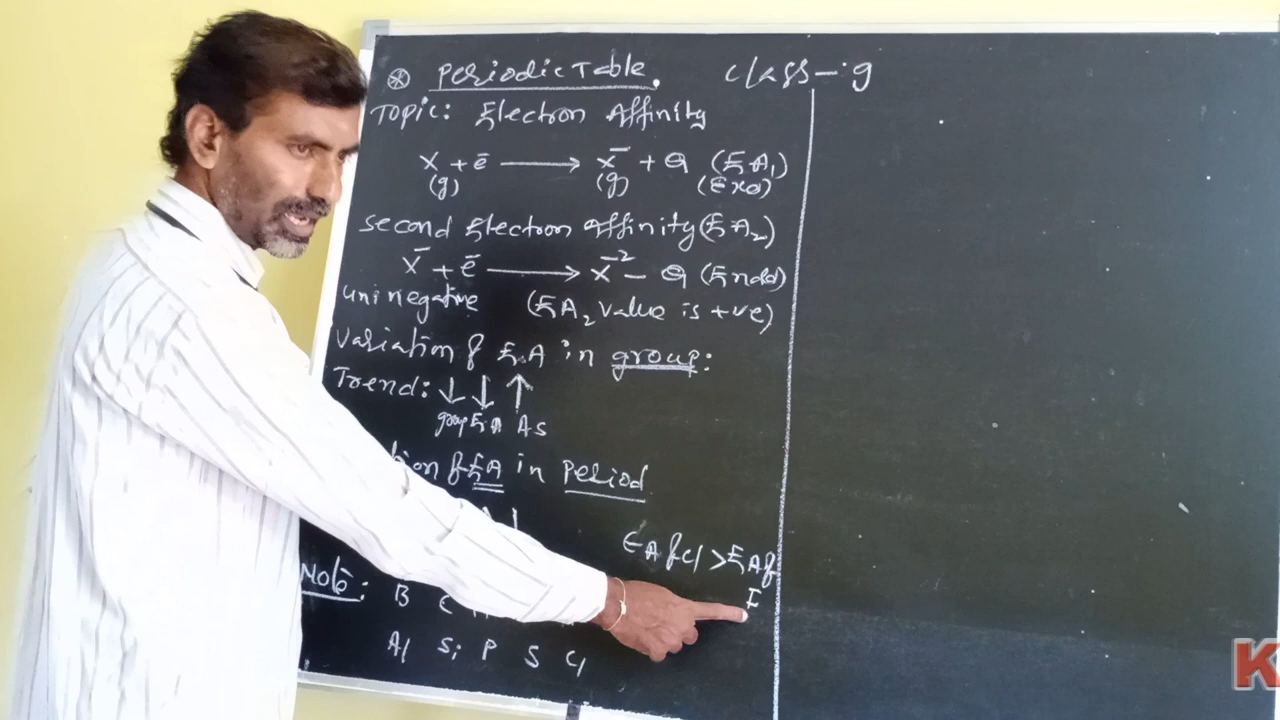 Periodic Table. Class - 9
Topic: Electron Affinity
X + ē → X⁻ + Q (EA₁)
(g) (g) (Exo)
Second Electron Affinity (EA₂)
X⁻ + ē → X⁻² - Q (Endo)
uninegative (EA₂ value is +ve)
Variation of E.A in group:
Trend: ↓ ↓ ↑
group E.A As
of EA in Period
EA of Cl > EA of
F
Note: B C
Al Si P S Cl
K